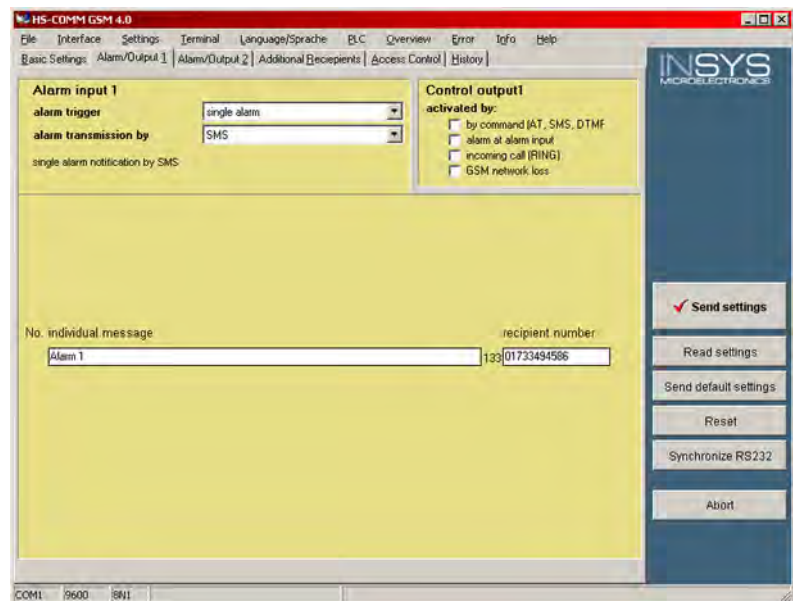 HS-COMM GSM 4.0
File Interface Settings Terminal Language/Sprache PLC Overview Error Info Help
Basic Settings Alarm/Output 1 Alarm/Output 2 Additional Reciepients Access Control History
INSYS
MICROELECTRONICS
Alarm input 1
alarm trigger single alarm
alarm transmission by SMS
single alarm notification by SMS
Control output1
activated by:
by command (AT, SMS, DTMF
alarm at alarm input
incoming call (RING)
GSM network loss
No. individual message recipient number
Alarm 1 133 01733494586
Send settings
Read settings
Send default settings
Reset
Synchronize RS232
Abort
COM1 9600 8N1